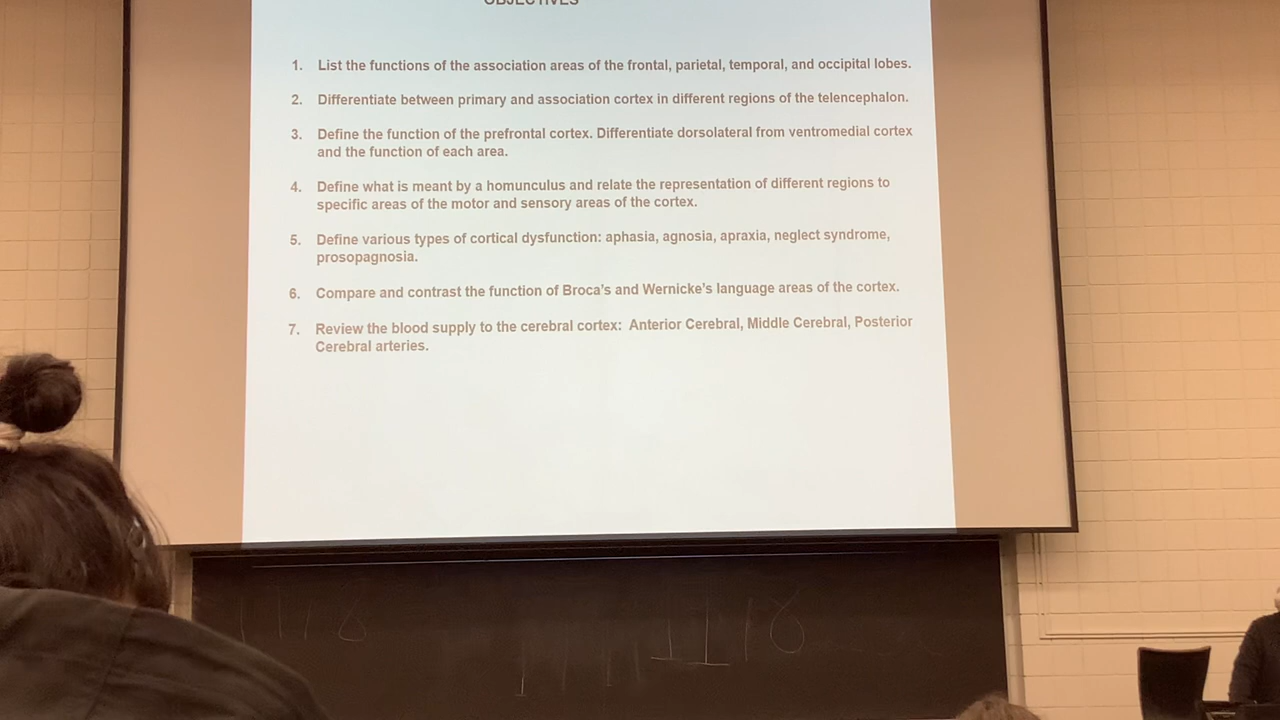 OBJECTIVES
1. List the functions of the association areas of the frontal, parietal, temporal, and occipital lobes.
2. Differentiate between primary and association cortex in different regions of the telencephalon.
3. Define the function of the prefrontal cortex. Differentiate dorsolateral from ventromedial cortex
and the function of each area.
4. Define what is meant by a homunculus and relate the representation of different regions to
specific areas of the motor and sensory areas of the cortex.
5. Define various types of cortical dysfunction: aphasia, agnosia, apraxia, neglect syndrome,
prosopagnosia.
6. Compare and contrast the function of Broca's and Wernicke's language areas of the cortex.
7. Review the blood supply to the cerebral cortex: Anterior Cerebral, Middle Cerebral, Posterior
Cerebral arteries.